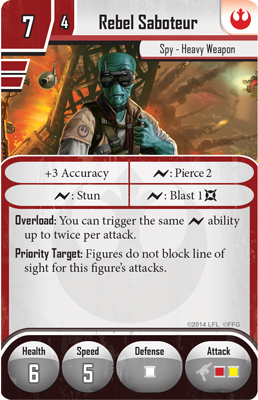 7
4
Rebel Saboteur
Spy - Heavy Weapon
+3 Accuracy
: Pierce 2
: Stun
: Blast 1
Overload: You can trigger the same ability
up to twice per attack.
Priority Target: Figures do not block line of
sight for this figure's attacks.
©2014 LFL. ©FFG
Health
Speed
Defense
Attack
6
5